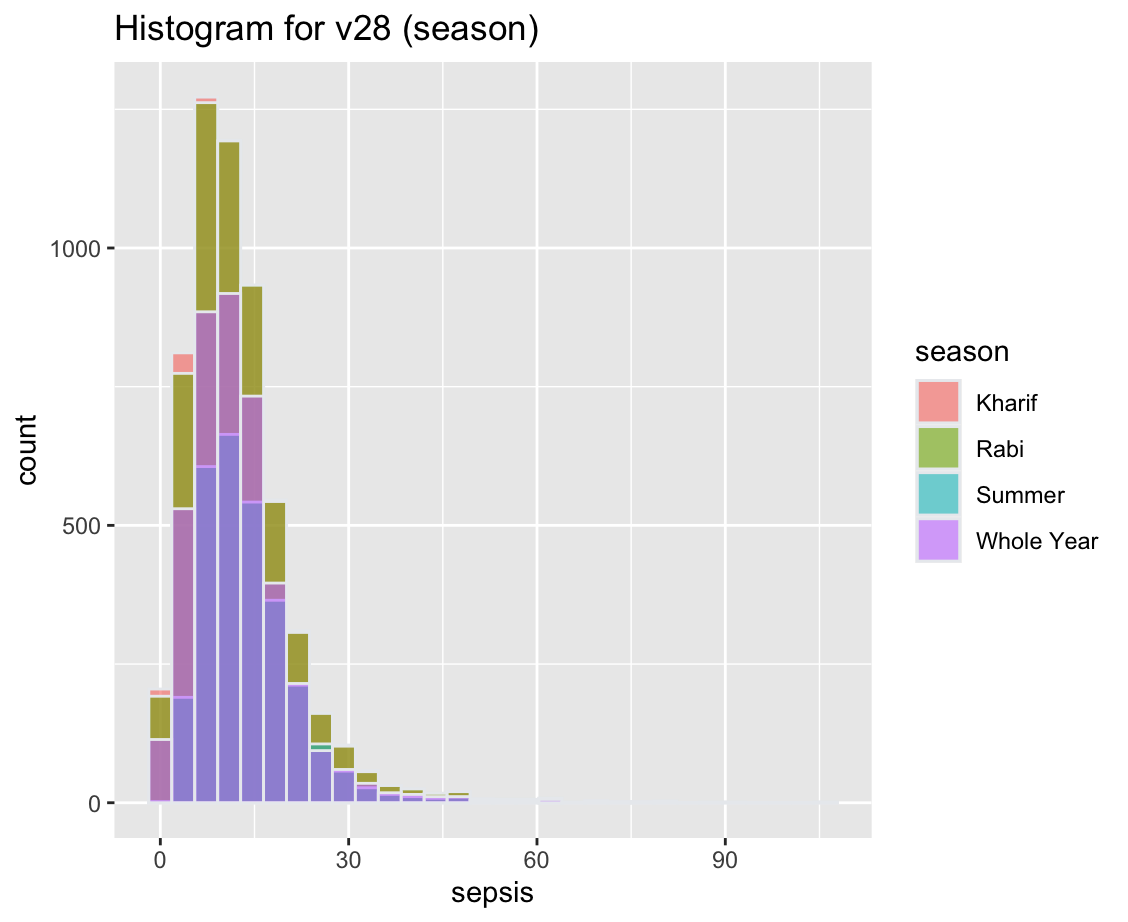 Histogram for v28 (season)
count
1000
500
0
0 30 60 90
sepsis
season
Kharif
Rabi
Summer
Whole Year